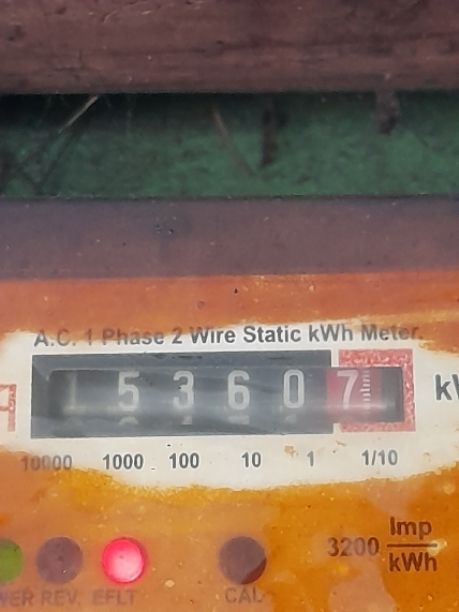 A.C. 1 Phase 2 Wire Static kWh Meter.
1 5 3 6 0 7
10000 1000 100 10 1 1/10
3200 Imp
kWh
REV. EFLT CAL